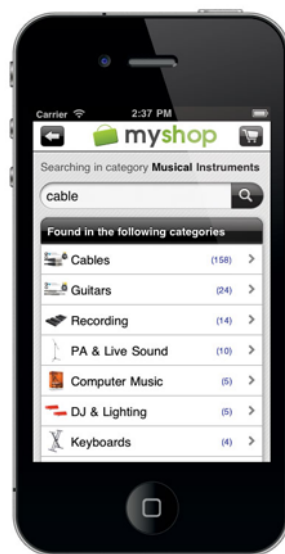 Carrier 2:37 PM
myshop
Searching in category Musical Instruments
cable
Found in the following categories
Cables (158)
Guitars (24)
Recording (14)
PA & Live Sound (10)
Computer Music (5)
DJ & Lighting (5)
Keyboards (4)